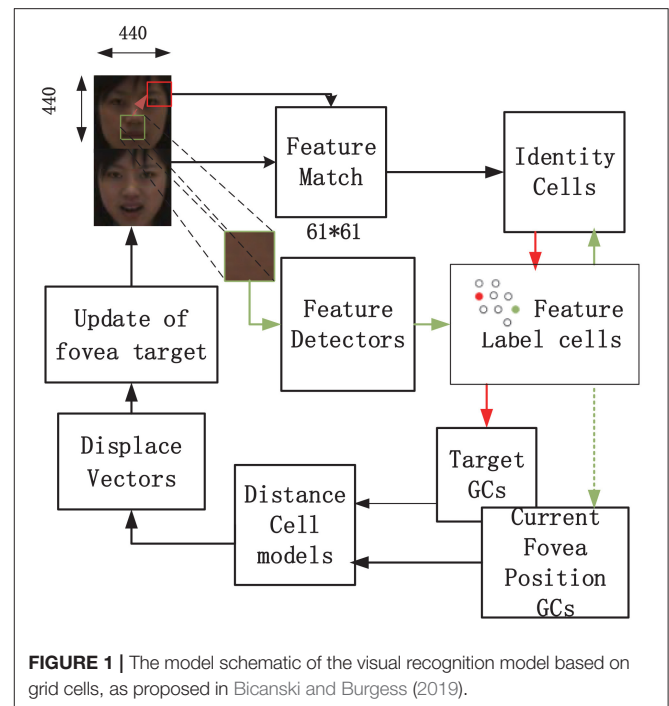 440
440
Feature
Match
61*61
Identity
Cells
Feature
Detectors
Feature
Label cells
Update of
fovea target
Displace
Vectors
Distance
Cell
models
Target
GCs
Current
Fovea
Position
GCs
FIGURE 1 | The model schematic of the visual recognition model based on
grid cells, as proposed in Bicanski and Burgess (2019).